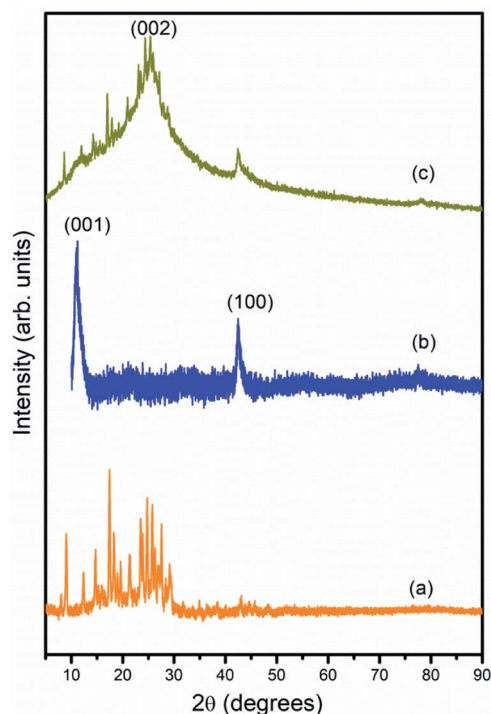 (002)
(c)
(001)
(100)
(b)
(a)
Intensity (arb. units)
10 20 30 40 50 60 70 80 90
2θ (degrees)